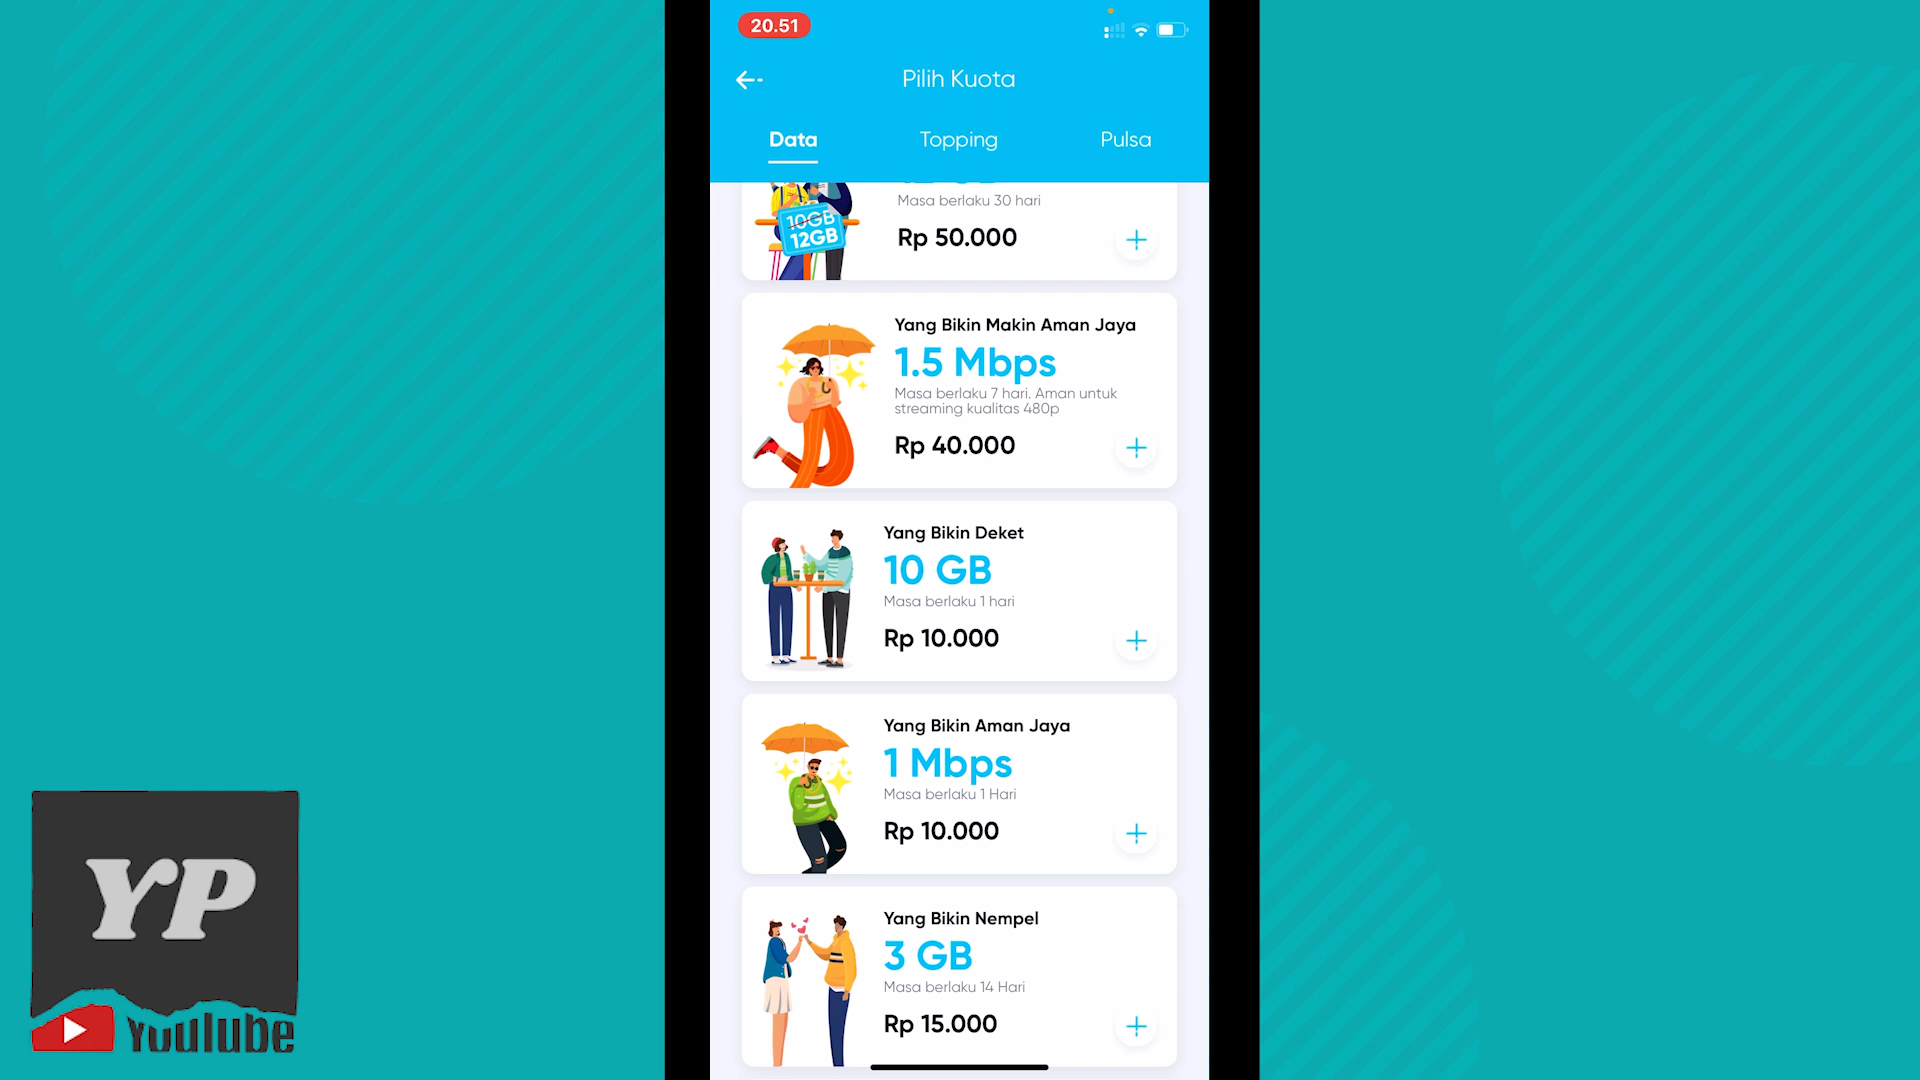 20.51
Pilih Kuota
Data
Topping
Pulsa
Masa berlaku 30 hari
10GB
12GB
Rp 50.000
Yang Bikin Makin Aman Jaya
1.5 Mbps
Masa berlaku 7 hari. Aman untuk
streaming kualitas 480p
Rp 40.000
Yang Bikin Deket
10 GB
Masa berlaku 1 hari
Rp 10.000
Yang Bikin Aman Jaya
1 Mbps
Masa berlaku 1 Hari
Rp 10.000
Yang Bikin Nempel
3 GB
Masa berlaku 14 Hari
Rp 15.000
YP
YouTube